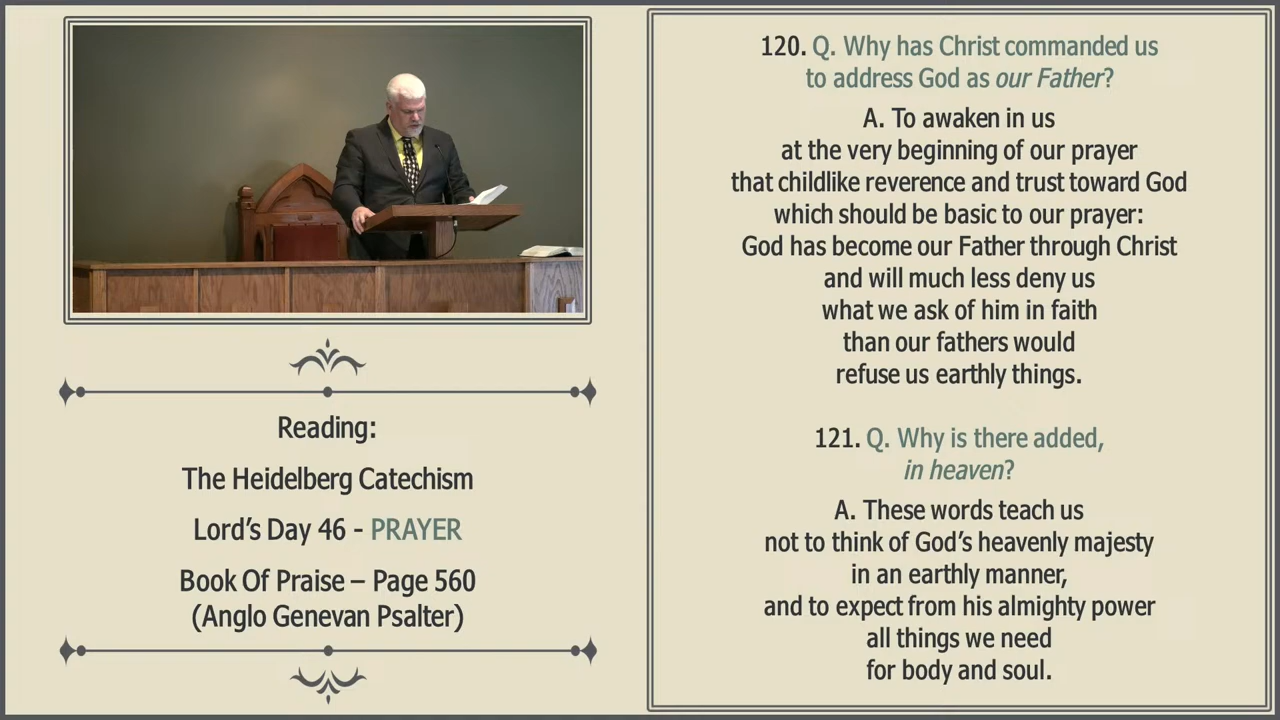 Reading:
The Heidelberg Catechism
Lord's Day 46 - PRAYER
Book Of Praise – Page 560
(Anglo Genevan Psalter)
120. Q. Why has Christ commanded us
to address God as our Father?
A. To awaken in us
at the very beginning of our prayer
that childlike reverence and trust toward God
which should be basic to our prayer:
God has become our Father through Christ
and will much less deny us
what we ask of him in faith
than our fathers would
refuse us earthly things.
121. Q. Why is there added,
in heaven?
A. These words teach us
not to think of God's heavenly majesty
in an earthly manner,
and to expect from his almighty power
all things we need
for body and soul.